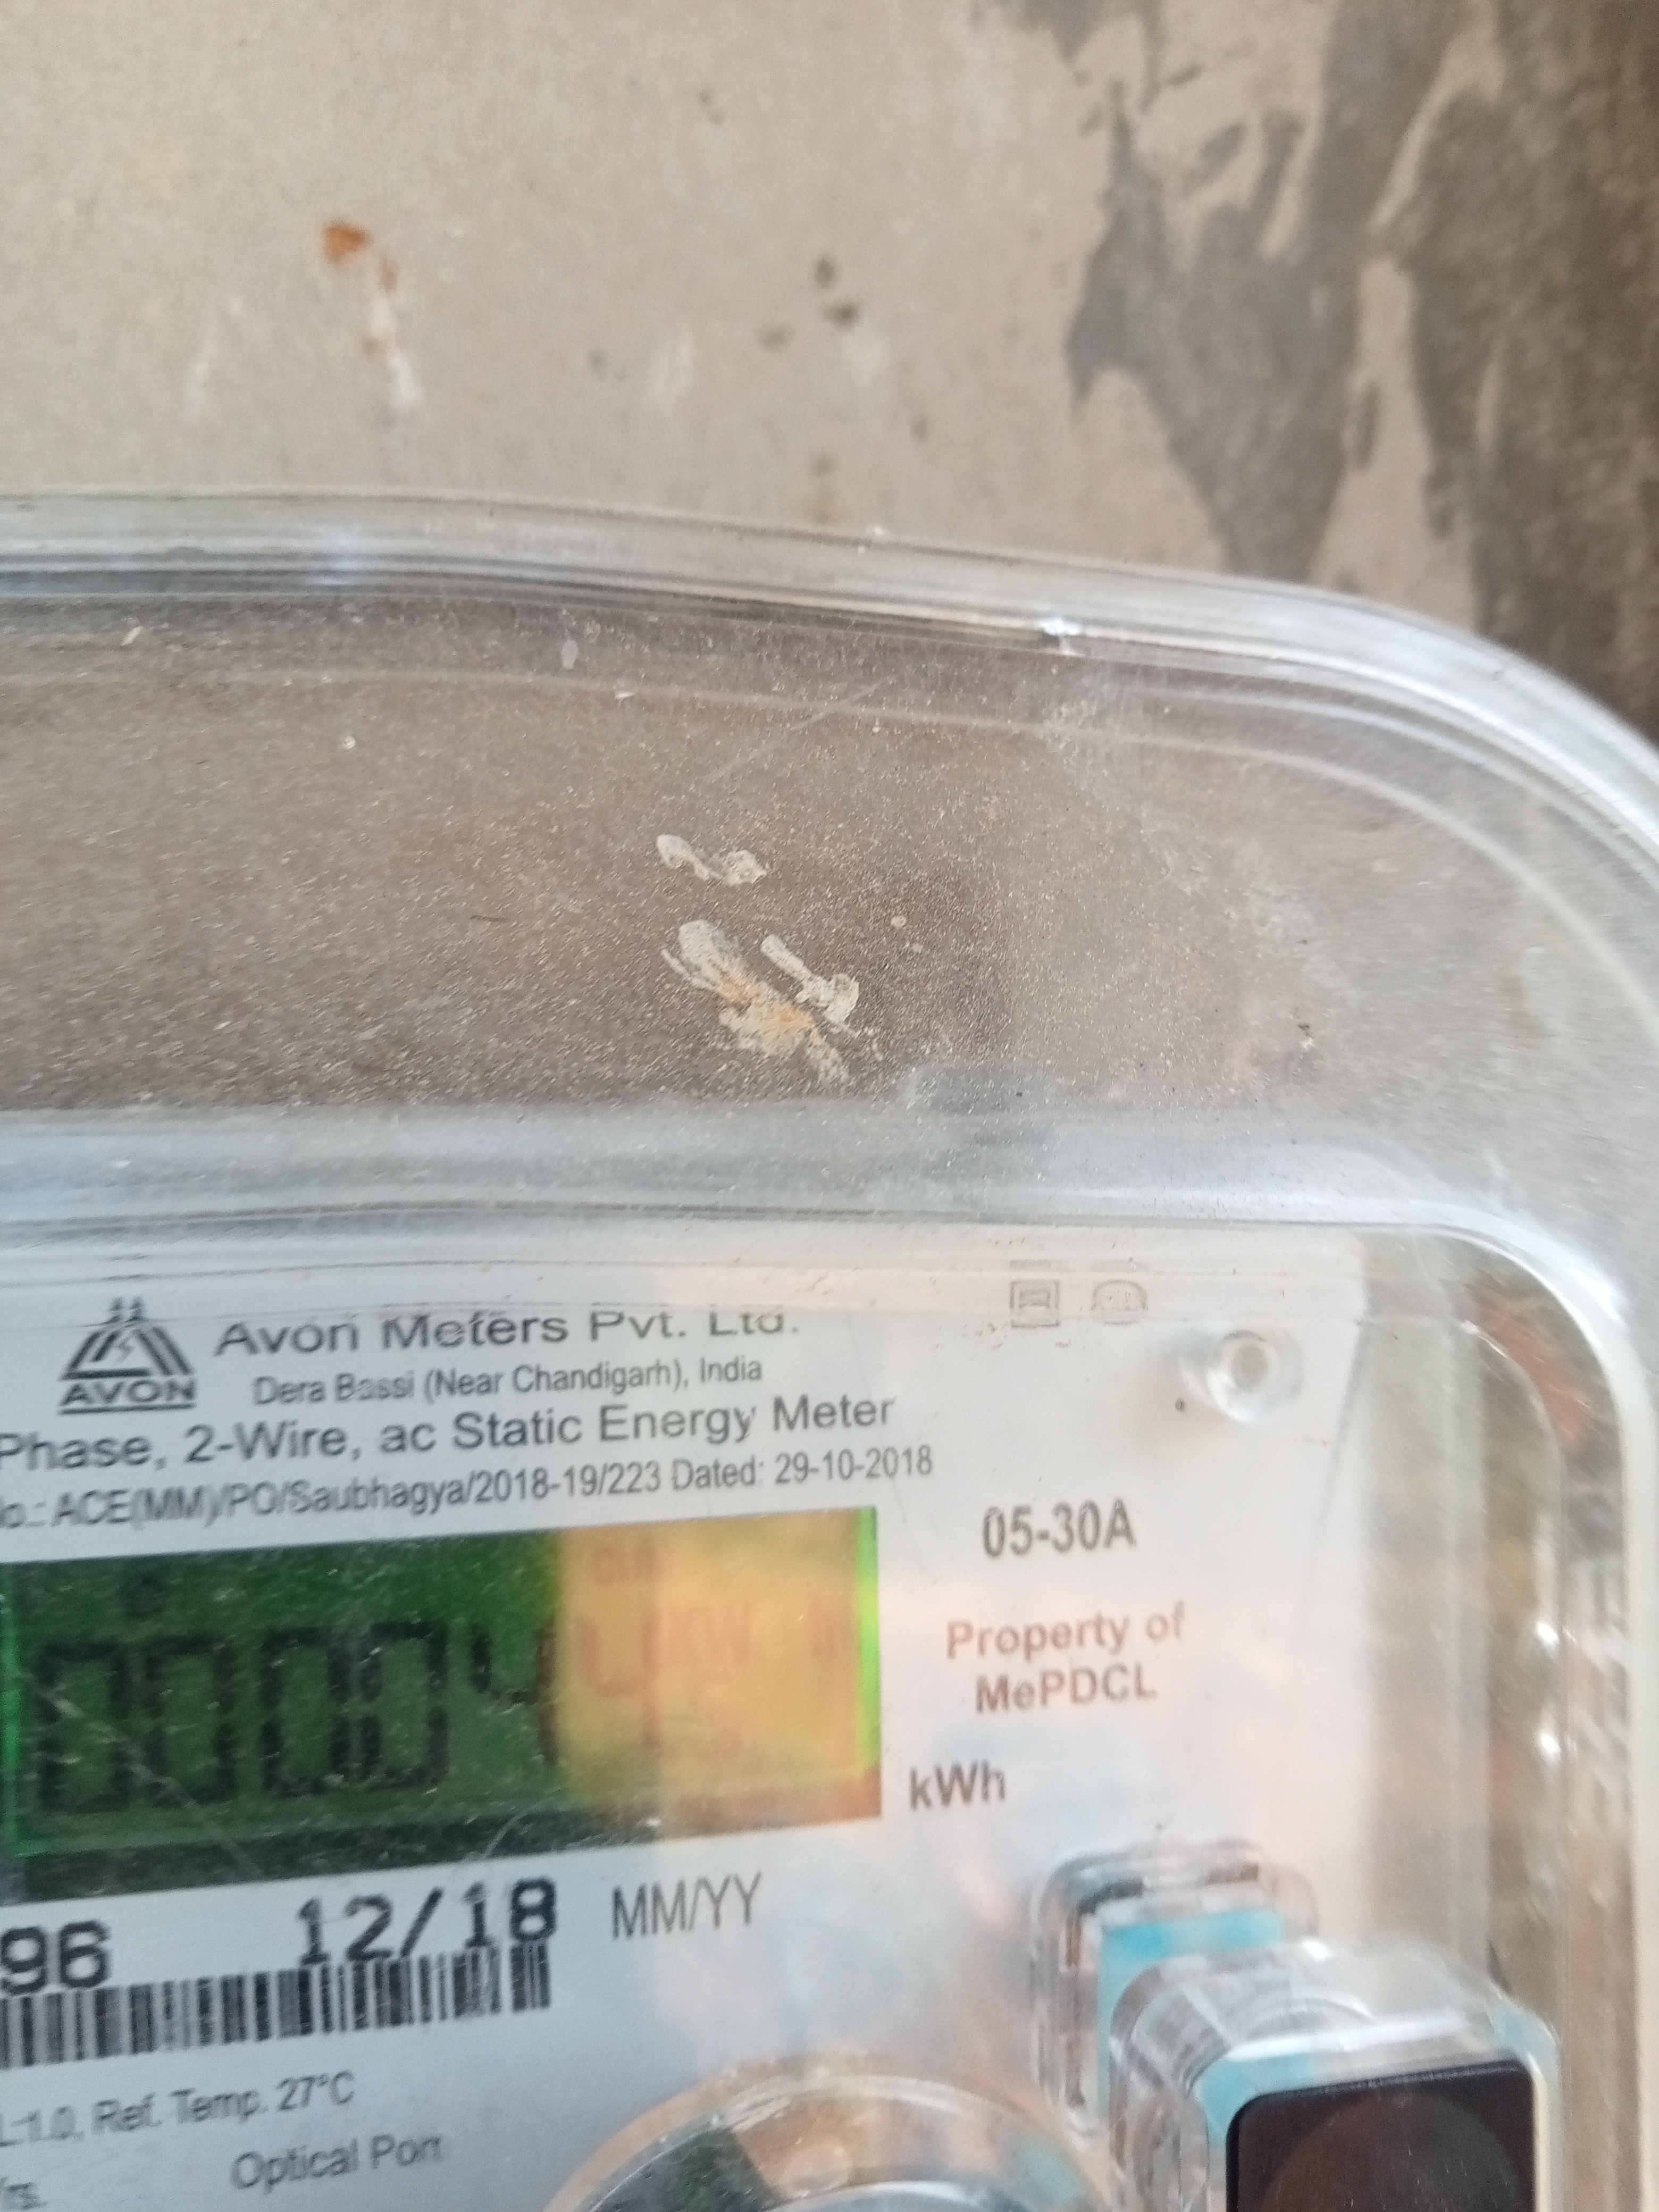 Avon Meters Pvt. Ltd.
AVON
Dera Bassi (Near Chandigarh), India
Phase, 2-Wire, ac Static Energy Meter
No.: ACE(MM)/PO/Saubhagya/2018-19/223 Dated: 29-10-2018
05-30A
Property of
MePDCL
kWh
96 12/18 MM/YY
Ref. Temp. 27°C
Optical Port